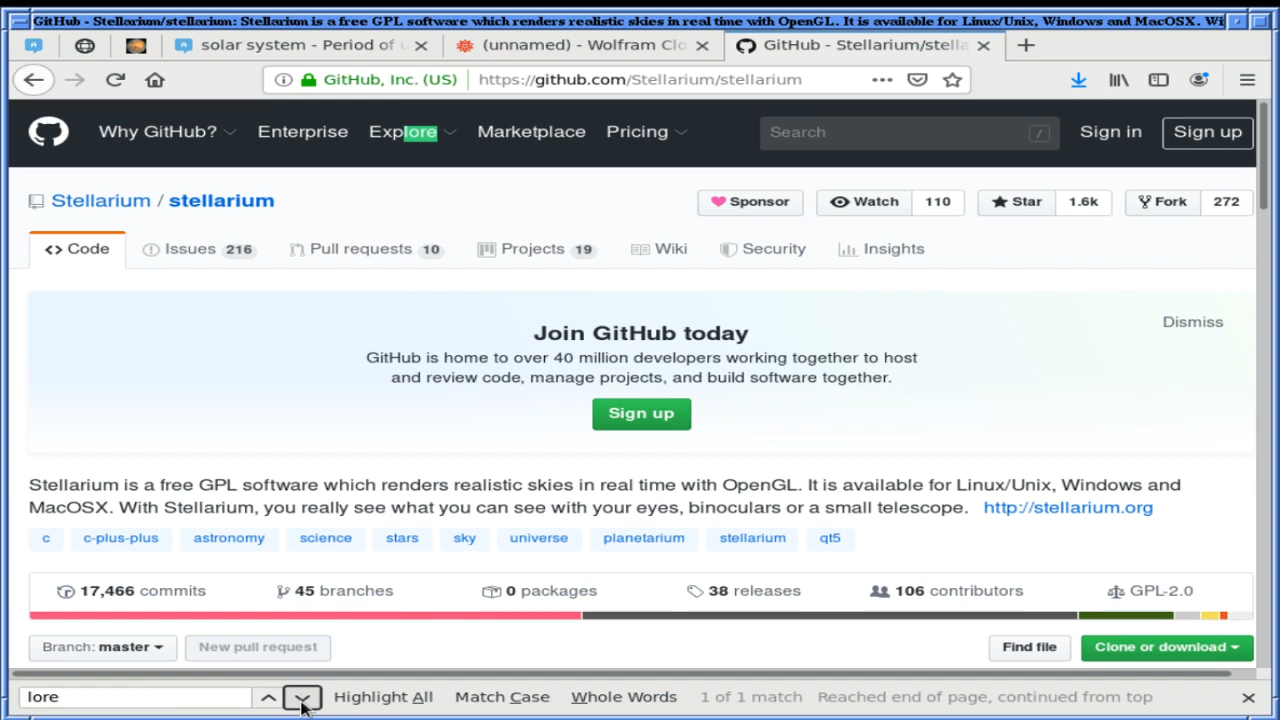 GitHub - Stellarium/stellarium: Stellarium is a free GPL software which renders realistic skies in real time with OpenGL. It is available for Linux/Unix, Windows and MacOSX. Wi
solar system - Period of (unnamed) - Wolfram Clo GitHub - Stellarium/stella
GitHub, Inc. (US) https://github.com/Stellarium/stellarium
Why GitHub? Enterprise Explore Marketplace Pricing Search / Sign in Sign up
Stellarium / stellarium Sponsor Watch 110 Star 1.6k Fork 272
Code Issues 216 Pull requests 10 Projects 19 Wiki Security Insights
Dismiss
Join GitHub today
GitHub is home to over 40 million developers working together to host
and review code, manage projects, and build software together.
Sign up
Stellarium is a free GPL software which renders realistic skies in real time with OpenGL. It is available for Linux/Unix, Windows and
MacOSX. With Stellarium, you really see what you can see with your eyes, binoculars or a small telescope. http://stellarium.org
c c-plus-plus astronomy science stars sky universe planetarium stellarium qt5
17,466 commits 45 branches 0 packages 38 releases 106 contributors GPL-2.0
Branch: master New pull request Find file Clone or download
lore Highlight All Match Case Whole Words 1 of 1 match Reached end of page, continued from top